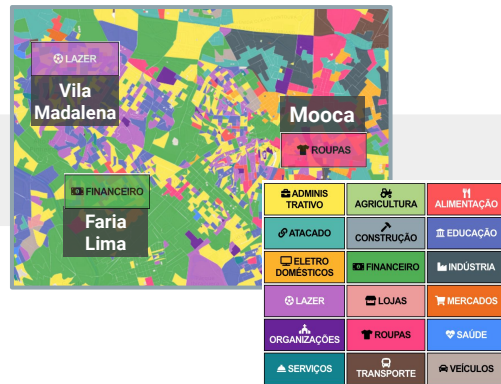 LAZER
Vila
Madalena
Mooca
ROUPAS
FINANCEIRO
Faria
Lima
ADMINIS
TRATIVO
AGRICULTURA
ALIMENTAÇÃO
ATACADO
CONSTRUÇÃO
EDUCAÇÃO
ELETRO
DOMÉSTICOS
FINANCEIRO
INDÚSTRIA
LAZER
LOJAS
MERCADOS
ORGANIZAÇÕES
ROUPAS
SAÚDE
SERVIÇOS
TRANSPORTE
VEÍCULOS